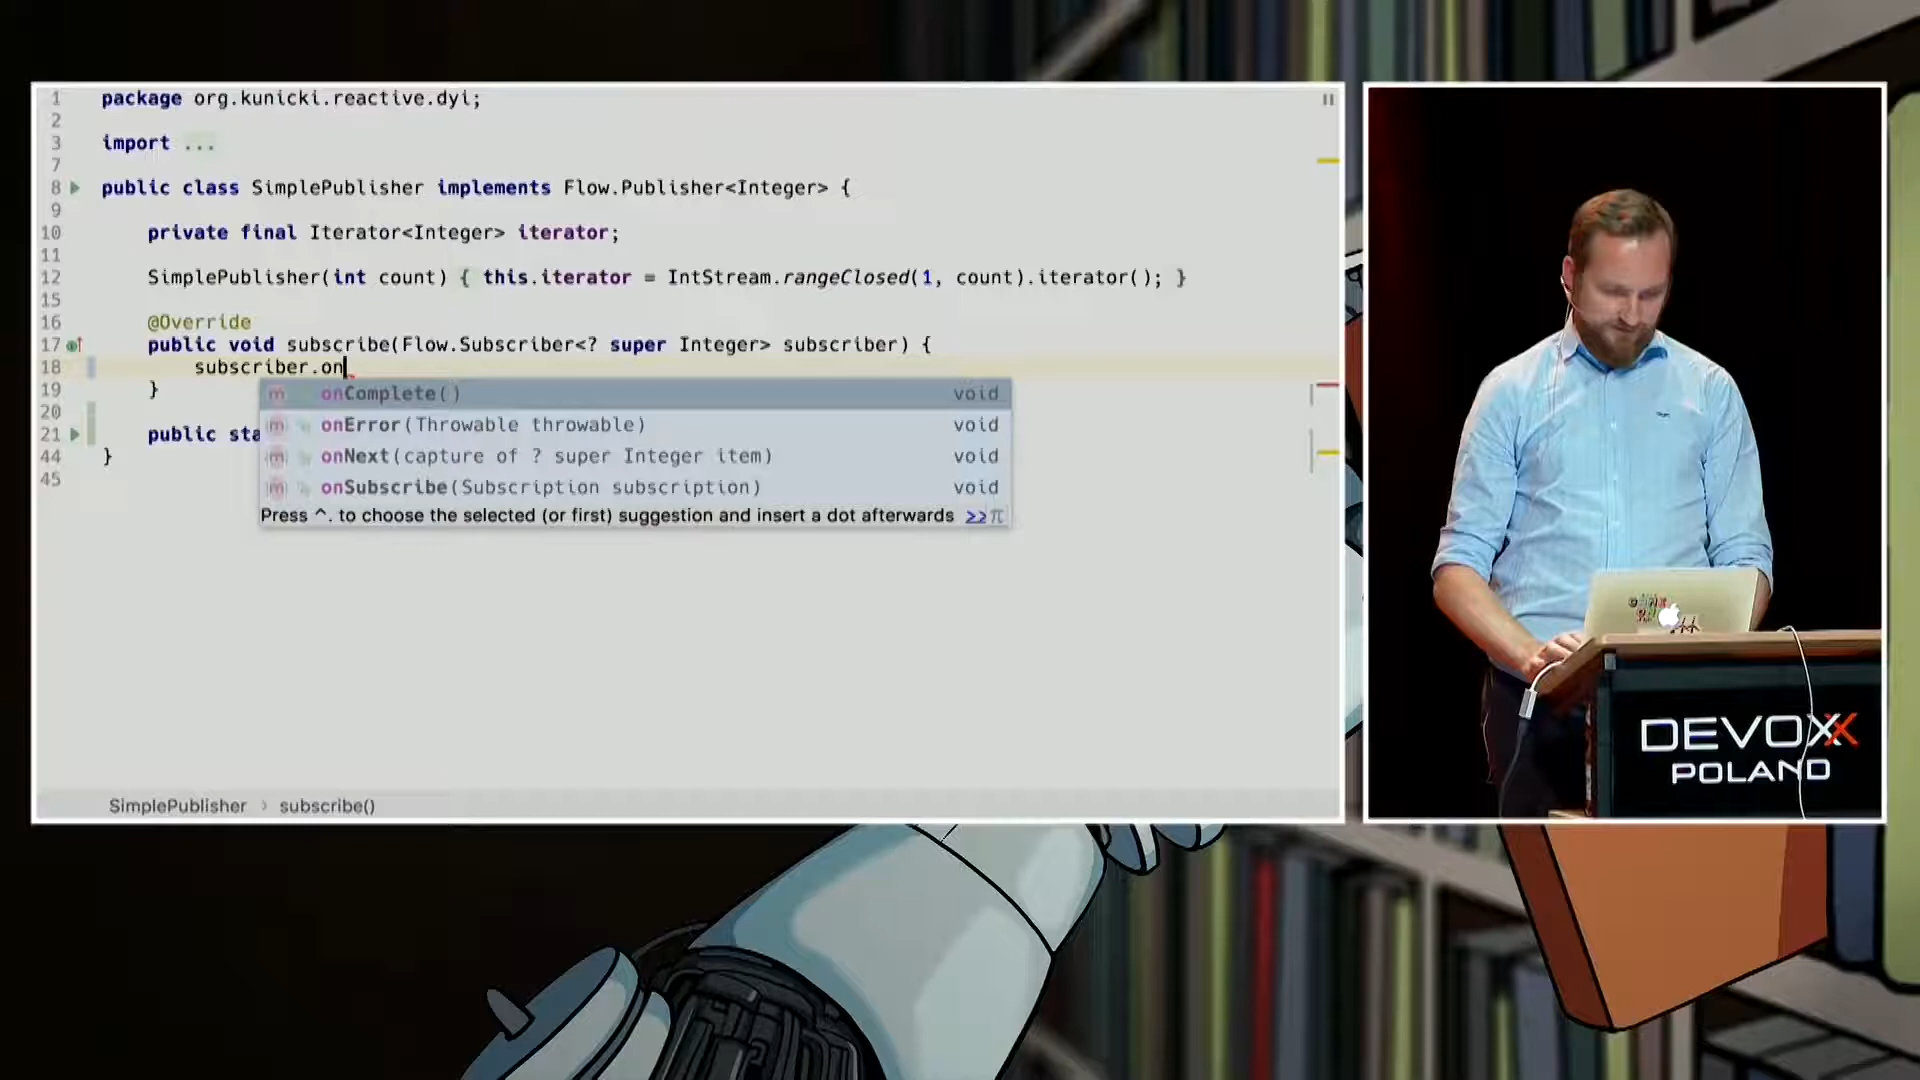 1 package org.kunicki.reactive.dyi;
2
3 import ...
7
8 public class SimplePublisher implements Flow.Publisher<Integer> {
9
10 private final Iterator<Integer> iterator;
11
12 SimplePublisher(int count) { this.iterator = IntStream.rangeClosed(1, count).iterator(); }
15
16 @Override
17 public void subscribe(Flow.Subscriber<? super Integer> subscriber) {
18 subscriber.on
19 }
20
21 public sta
44 }
45
onComplete() void
onError(Throwable throwable) void
onNext(capture of ? super Integer item) void
onSubscribe(Subscription subscription) void
Press ^. to choose the selected (or first) suggestion and insert a dot afterwards >> π
SimplePublisher › subscribe()
DEVOXX
POLAND